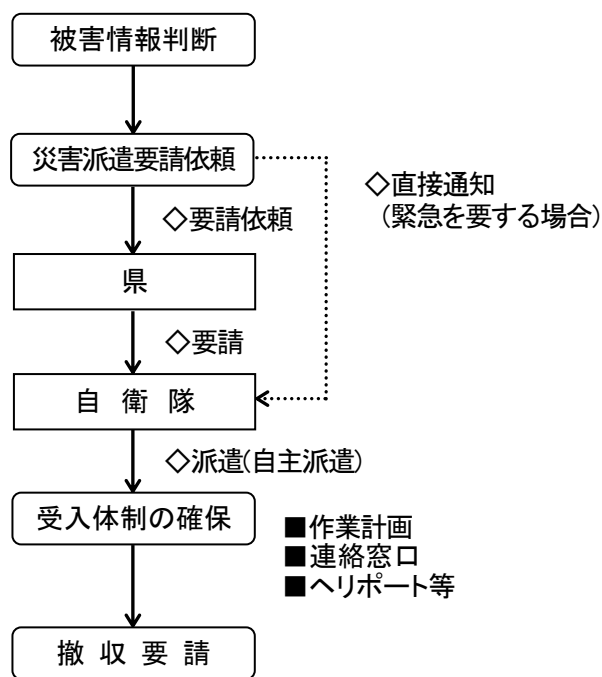 被害情報判断
災害派遣要請依頼
◇直接通知
(緊急を要する場合)
◇要請依頼
県
◇要請
自 衛 隊
◇派遣(自主派遣)
受入体制の確保
■作業計画
■連絡窓口
■ヘリポート等
撤 収 要 請